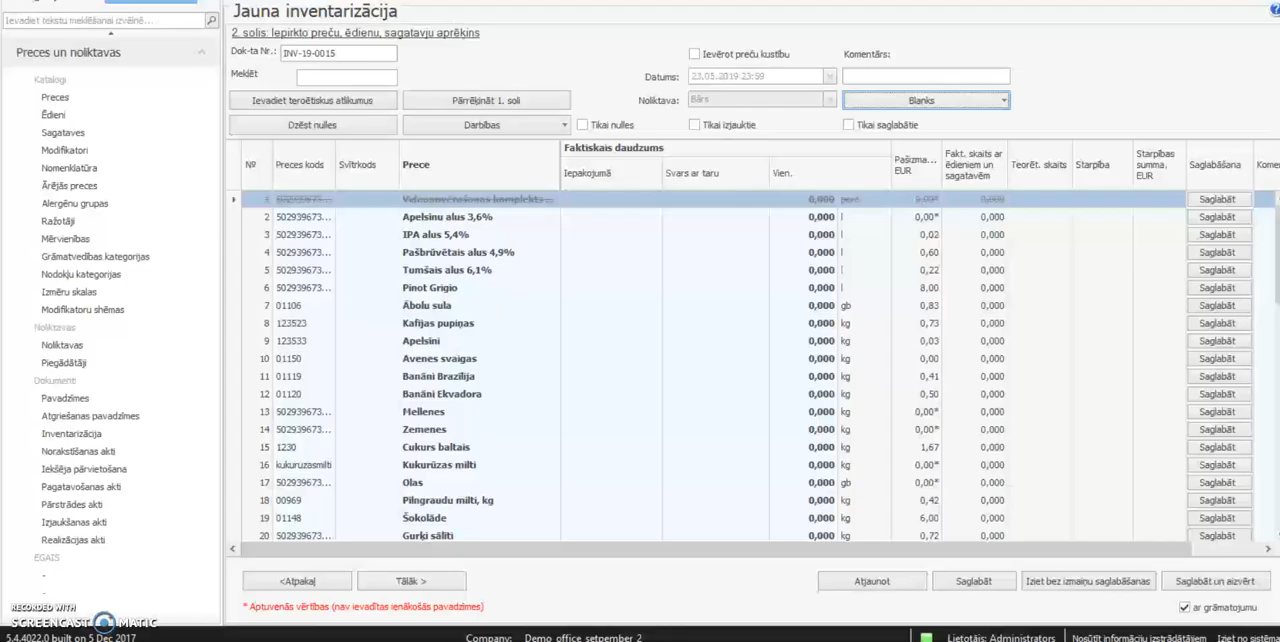 Jauna inventarizācija
Ievadiet tekstu meklēšanai izvēlnē...
2. solis: Iepirkto preču, ēdienu, sagatavju aprēķins
Preces un noliktavas
Dok-ta Nr.: INV-19-0015
Ievērot preču kustību
Komentārs:
Meklēt
Datums: 23.05.2019 23:59
Ievadiet teroētiskus atlikumus
Pārrēķināt 1. soli
Noliktava: Bārs
Blanks
Dzēst nulles
Darbības
Tikai nulles
Tikai izjauktie
Tikai saglabātie
Katalogi
Preces
Ēdieni
Sagataves
Modifikatori
Nomenklatūra
Ārējās preces
Alergēnu grupas
Ražotāji
Mērvienības
Grāmatvedības kategorijas
Nodokļu kategorijas
Izmēru skalas
Modifikatoru shēmas
Noliktavas
Noliktavas
Piegādātāji
Dokumenti
Pavadzīmes
Atgriešanas pavadzīmes
Inventarizācija
Norakstīšanas akti
Iekšēja pārvietošana
Pagatavošanas akti
Pārstrādes akti
Izjaukšanas akti
Realizācijas akti
EGAIS
-
-
Faktiskais daudzums
Nº Preces kods Svītrkods Prece Iepakojumā Svars ar taru Vien. Pašizma... EUR Fakt. skaits ar ēdieniem un sagatavēm Teorēt. skaits Starpība Starpības summa, EUR Saglabāšana Komer
1 502939673... 0,000 port. 0,00* 0,000 Saglabāt
2 502939673... Apelsīnu alus 3,6% 0,000 l 0,00* 0,000 Saglabāt
3 502939673... IPA alus 5,4% 0,000 l 0,02 0,000 Saglabāt
4 502939673... Pašbrūvētais alus 4,9% 0,000 l 0,60 0,000 Saglabāt
5 502939673... Tumšais alus 6,1% 0,000 l 0,22 0,000 Saglabāt
6 502939673... Pinot Grigio 0,000 l 8,00 0,000 Saglabāt
7 01106 Ābolu sula 0,000 gb 0,83 0,000 Saglabāt
8 123523 Kafijas pupiņas 0,000 kg 0,73 0,000 Saglabāt
9 123533 Apelsīni 0,000 kg 0,03 0,000 Saglabāt
10 01150 Avenes svaigas 0,000 kg 0,00 0,000 Saglabāt
11 01119 Banāni Brazīlija 0,000 kg 0,41 0,000 Saglabāt
12 01120 Banāni Ekvadora 0,000 kg 0,50 0,000 Saglabāt
13 502939673... Mellenes 0,000 kg 0,00* 0,000 Saglabāt
14 502939673... Zemenes 0,000 kg 0,00* 0,000 Saglabāt
15 1230 Cukurs baltais 0,000 kg 1,67 0,000 Saglabāt
16 kukuruzasmilti Kukurūzas milti 0,000 kg 0,00* 0,000 Saglabāt
17 502939673... Olas 0,000 gb 0,00* 0,000 Saglabāt
18 00969 Pilngraudu milti, kg 0,000 kg 0,42 0,000 Saglabāt
19 01148 Šokolāde 0,000 kg 6,00 0,000 Saglabāt
20 502939673... Gurķi sālīti 0,000 kg 0,72 0,000 Saglabāt
<Atpakaļ
Tālāk >
Atjaunot
Saglabāt
Iziet bez izmaiņu saglabāšanas
Saglabāt un aizvērt
* Aptuvenās vērtības (nav ievadītas ienākošās pavadzīmes)
ar grāmatojumu
RECORDED WITH
SCREENCAST-O-MATIC
5.4.4022.0 built on 5 Dec 2017
Company: Demo_office_setpember 2
Lietotājs: Administrators
Nosūtīt informāciju izstrādātājiem
Iziet no sistēma